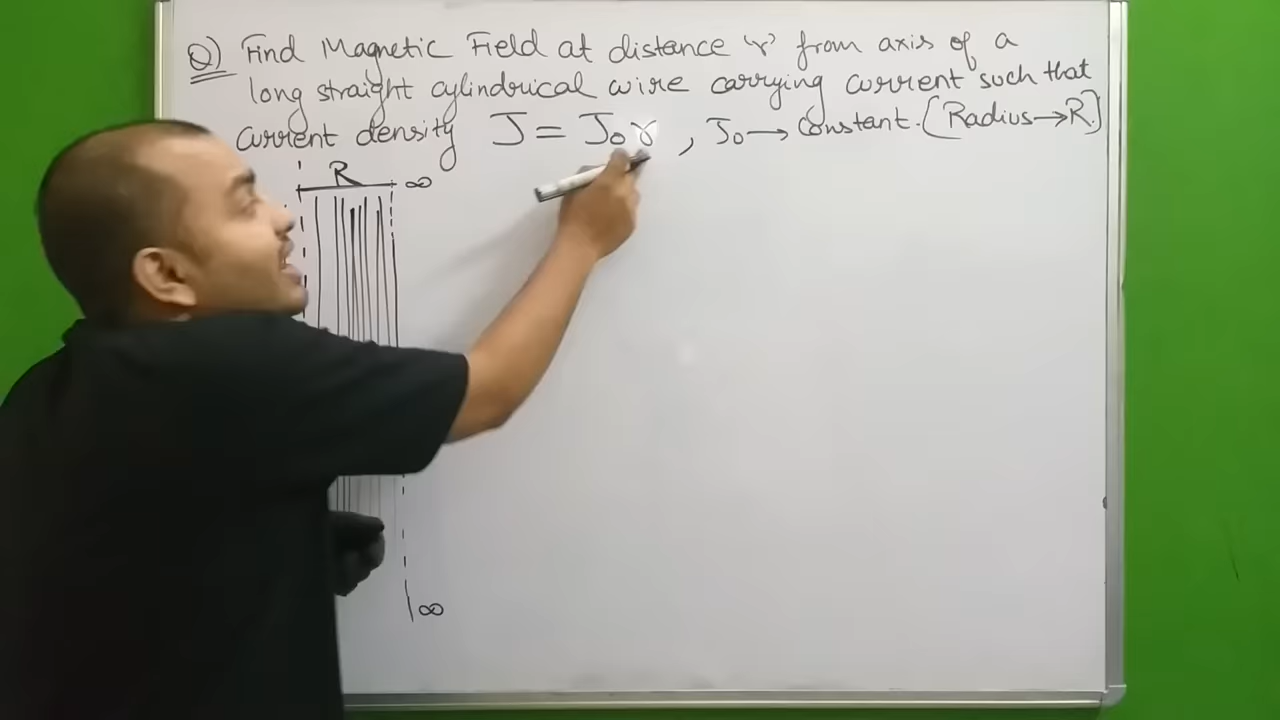 Q) Find Magnetic Field at distance 'r' from axis of a
long straight cylindrical wire carrying current such that
current density J = J₀r , J₀ → constant. [Radius → R]
R ∞
∞